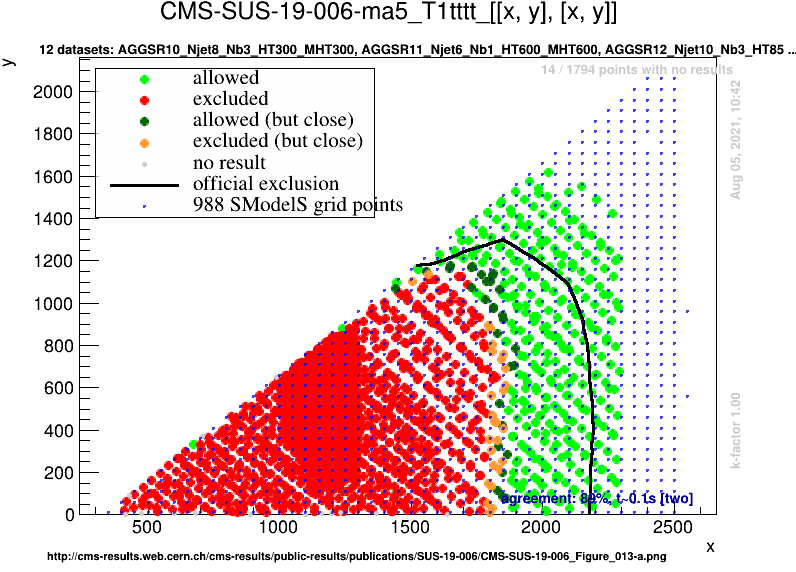 CMS-SUS-19-006-ma5_T1tttt_[[x, y], [x, y]]
12 datasets: AGGSR10_Njet8_Nb3_HT300_MHT300, AGGSR11_Njet6_Nb1_HT600_MHT600, AGGSR12_Njet10_Nb3_HT85 ...
y
14 / 1794 points with no results
allowed
excluded
allowed (but close)
excluded (but close)
no result
official exclusion
988 SModelS grid points
Aug 05, 2021, 10:42
k-factor 1.00
2000
1800
1600
1400
1200
1000
800
600
400
200
0
agreement: 89%, t~0.1s [two]
500
1000
1500
2000
2500
x
http://cms-results.web.cern.ch/cms-results/public-results/publications/SUS-19-006/CMS-SUS-19-006_Figure_013-a.png